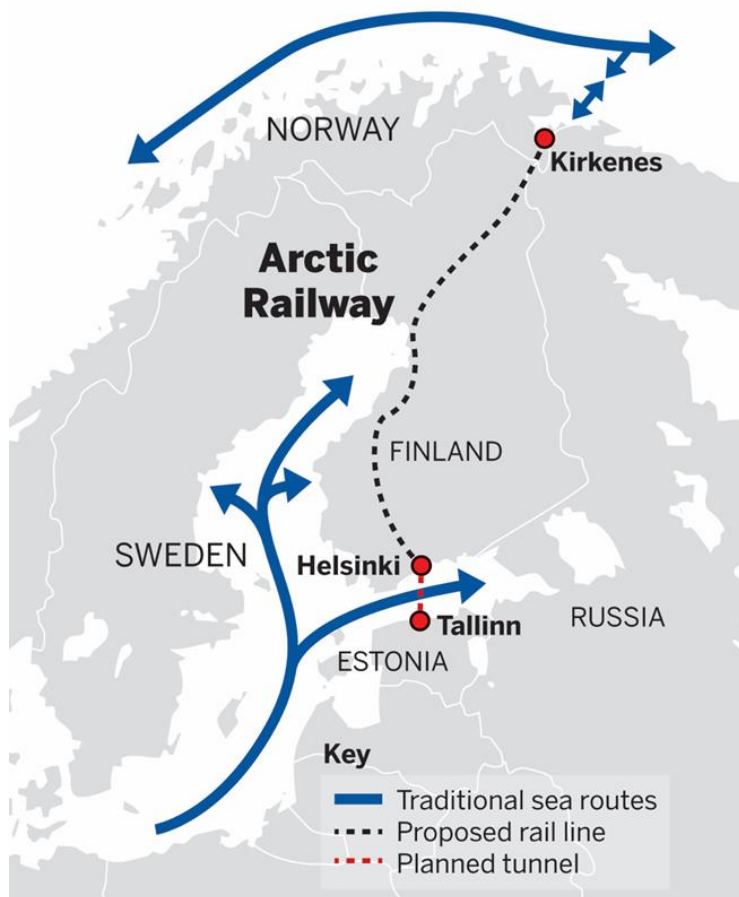 NORWAY
Kirkenes
Arctic
Railway
FINLAND
SWEDEN
Helsinki
Tallinn
RUSSIA
ESTONIA
Key
Traditional sea routes
Proposed rail line
Planned tunnel